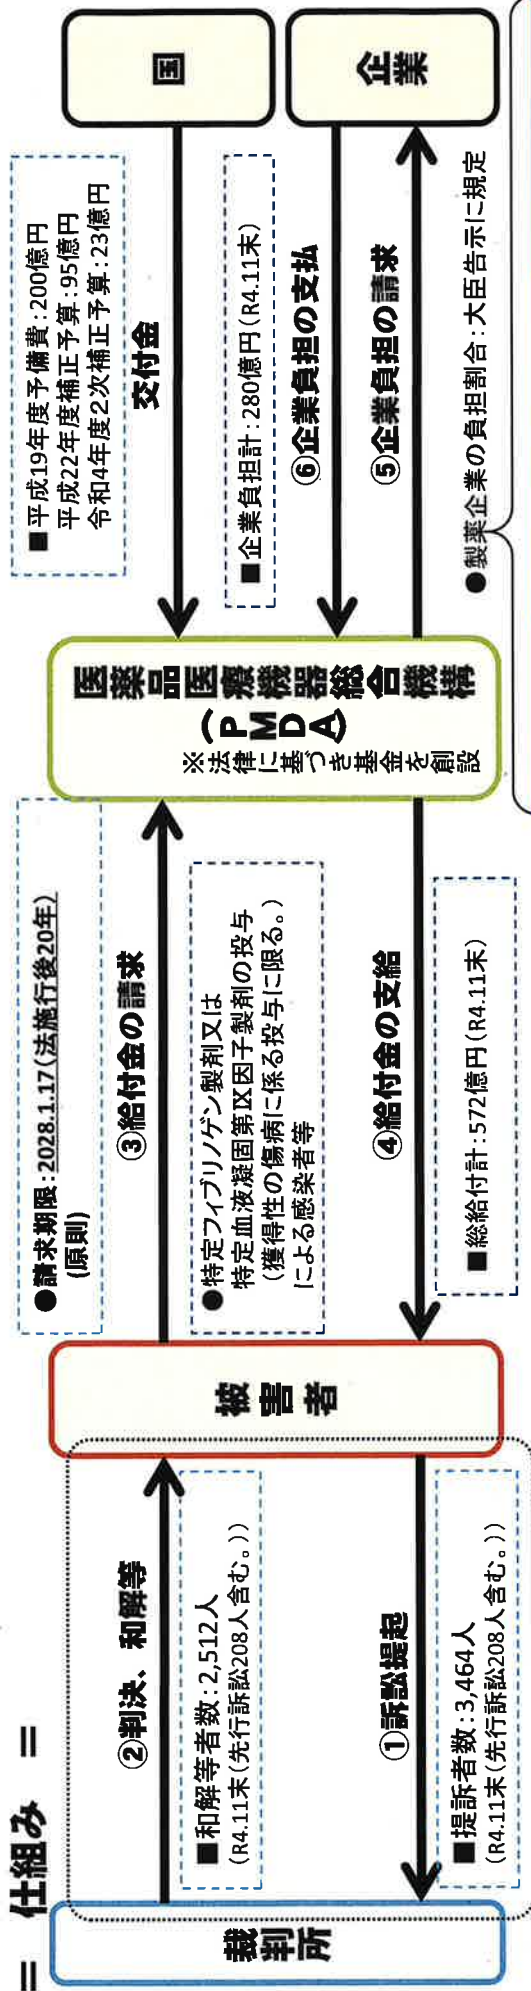 = 仕組み =
裁判所
②判決、和解等
■和解等者数:2,512人
(R4.11末(先行訴訟208人含む。))
①訴訟提起
■提訴者数:3,464人
(R4.11末(先行訴訟208人含む。))
被害者
●請求期限:2028.1.17(法施行後20年)
(原則)
③給付金の請求
●特定フィブリノゲン製剤又は
特定血液凝固第Ⅸ因子製剤の投与
(獲得性の傷病に係る投与に限る。)
による感染者等
④給付金の支給
■総給付計:572億円(R4.11末)
医薬品医療機器総合機構
(PMDA)
※法律に基づき基金を創設
■平成19年度予備費:200億円
平成22年度補正予算:95億円
令和4年度2次補正予算:23億円
交付金
■企業負担計:280億円(R4.11末)
⑥企業負担の支払
⑤企業負担の請求
●製薬企業の負担割合:大臣告示に規定
国
企業